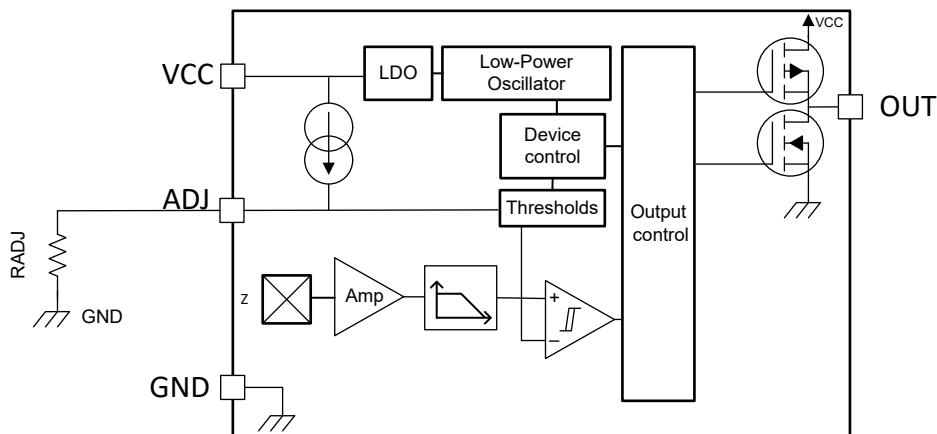 VCC
LDO
Low-Power
Oscillator
VCC
OUT
Device
control
ADJ
Thresholds
Output
control
RADJ
GND
Z
Amp
+
−
GND